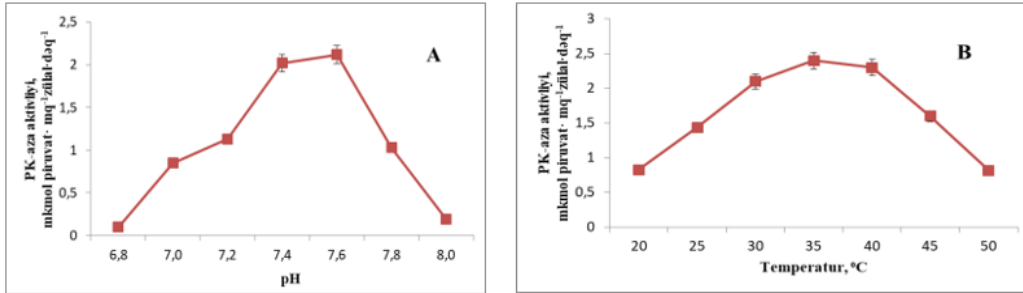 PK-aza aktivliyi,
mkmol piruvat· mq⁻¹zülal·dəq⁻¹
2,5
2
1,5
1
0,5
0
6,8 7,0 7,2 7,4 7,6 7,8 8,0
pH
A
PK-aza aktivliyi,
mkmol piruvat· mq⁻¹zülal·dəq⁻¹
3
2,5
2
1,5
1
0,5
0
20 25 30 35 40 45 50
Temperatur, ⁰C
B